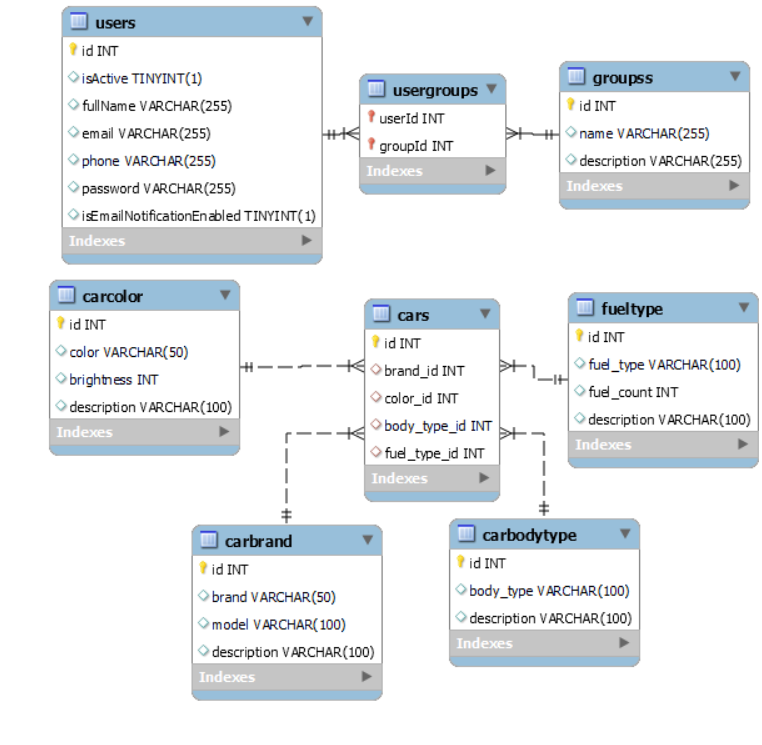 users
id INT
isActive TINYINT(1)
fullName VARCHAR(255)
email VARCHAR(255)
phone VARCHAR(255)
password VARCHAR(255)
isEmailNotificationEnabled TINYINT(1)
Indexes
usergroups
userId INT
groupId INT
Indexes
groupss
id INT
name VARCHAR(255)
description VARCHAR(255)
Indexes
carcolor
id INT
color VARCHAR(50)
brightness INT
description VARCHAR(100)
Indexes
cars
id INT
brand_id INT
color_id INT
body_type_id INT
fuel_type_id INT
Indexes
fueltype
id INT
fuel_type VARCHAR(100)
fuel_count INT
description VARCHAR(100)
Indexes
carbrand
id INT
brand VARCHAR(50)
model VARCHAR(100)
description VARCHAR(100)
Indexes
carbodytype
id INT
body_type VARCHAR(100)
description VARCHAR(100)
Indexes